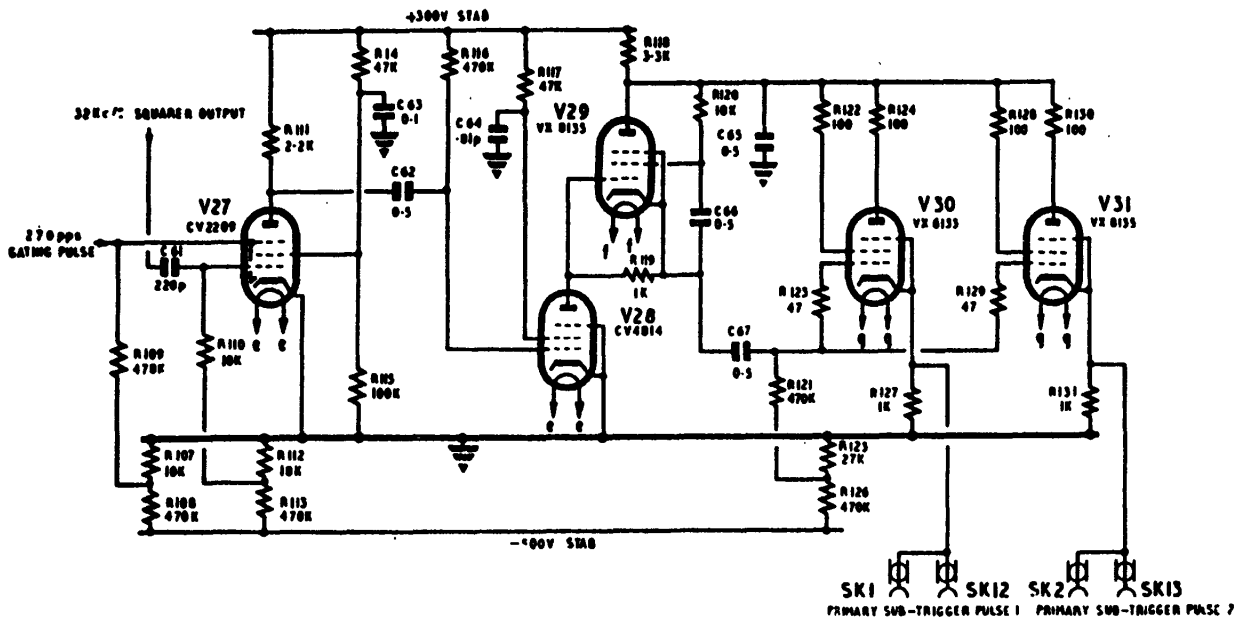 +300V STAB
R14
47K
R116
470K
R117
47K
R118
3·3K
32Kc/s SQUARER OUTPUT
C63
0·1
C64
·01µ
V29
VX 8135
R120
10K
C65
0·5
R122
100
R124
100
R128
100
R130
100
R111
2·2K
C62
0·5
V27
CV2209
270pps
GATING PULSE
C61
220p
C66
0·5
V30
V31
VX 8135
f f
R119
1K
V28
CV4014
R123
47
R129
47
e e
g g
g g
C67
0·5
R109
470K
R110
10K
R115
100K
R121
470K
R127
1K
R131
1K
e e
R107
10K
R112
10K
27K
R108
470K
R113
470K
R126
470K
SK1
SK12
SK2
SK13
PRIMARY SUB-TRIGGER PULSE 1
PRIMARY SUB-TRIGGER PULSE 2